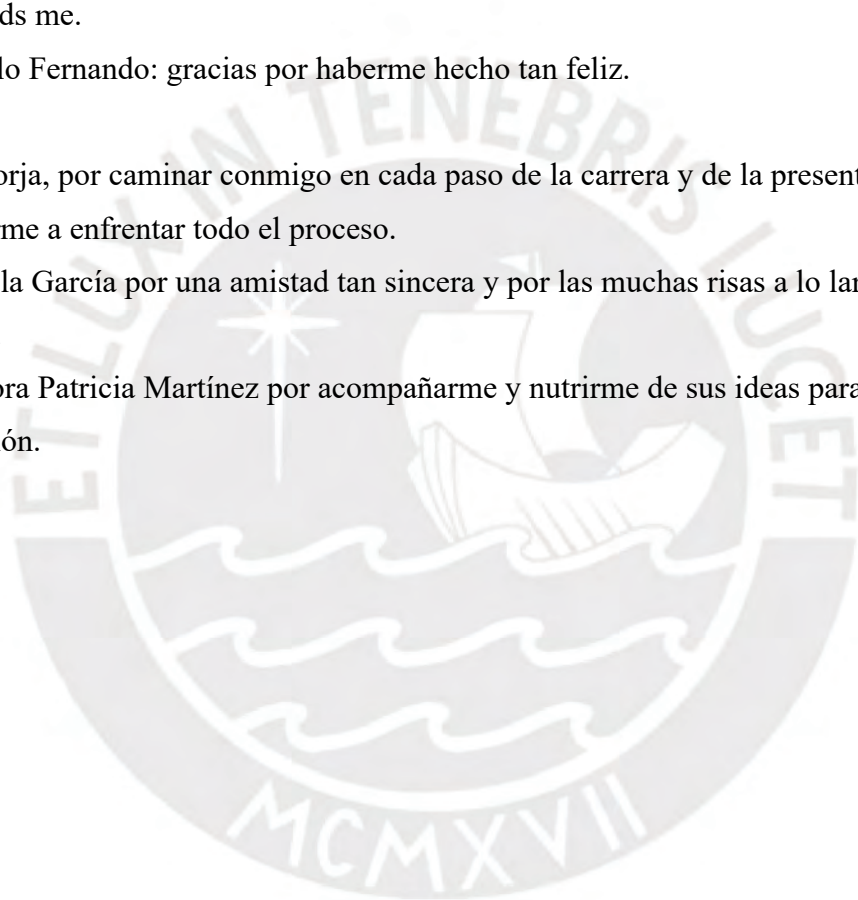 ds me.
lo Fernando: gracias por haberme hecho tan feliz.
orja, por caminar conmigo en cada paso de la carrera y de la present
rme a enfrentar todo el proceso.
la García por una amistad tan sincera y por las muchas risas a lo lar
ora Patricia Martínez por acompañarme y nutrirme de sus ideas para
ón.
ET LUX IN TENEBRIS LUCET
MCMXVII